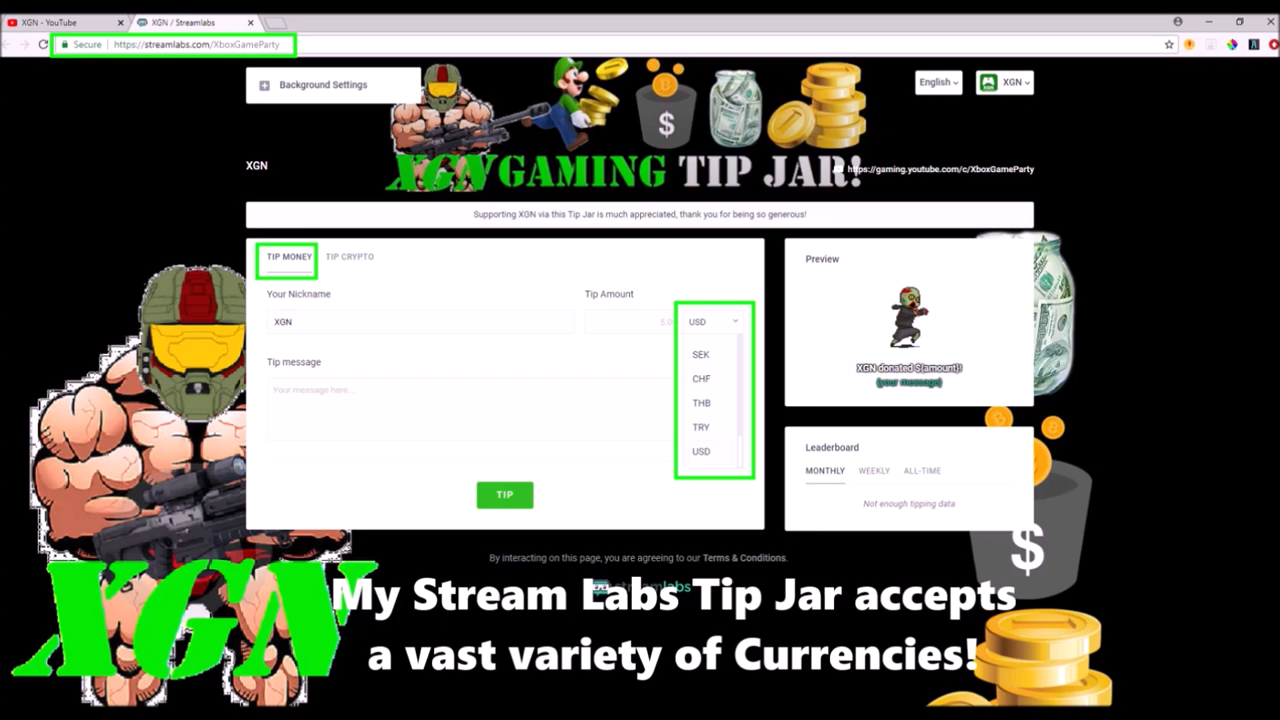 XGN - YouTube
XGN / Streamlabs
Secure
https://streamlabs.com/XboxGameParty
Background Settings
English
XGN
$
XGN GAMING TIP JAR!
XGN
https://gaming.youtube.com/c/XboxGameParty
Supporting XGN via this Tip Jar is much appreciated, thank you for being so generous!
TIP MONEY
TIP CRYPTO
Your Nickname
Tip Amount
XGN
5.0
USD
SEK
CHF
THB
TRY
USD
Tip message
Your message here...
TIP
Preview
XGN donated ${amount}!
{your message}
Leaderboard
MONTHLY
WEEKLY
ALL-TIME
Not enough tipping data
$
By interacting on this page, you are agreeing to our Terms & Conditions.
XGN
My Stream Labs Tip Jar accepts
a vast variety of Currencies!